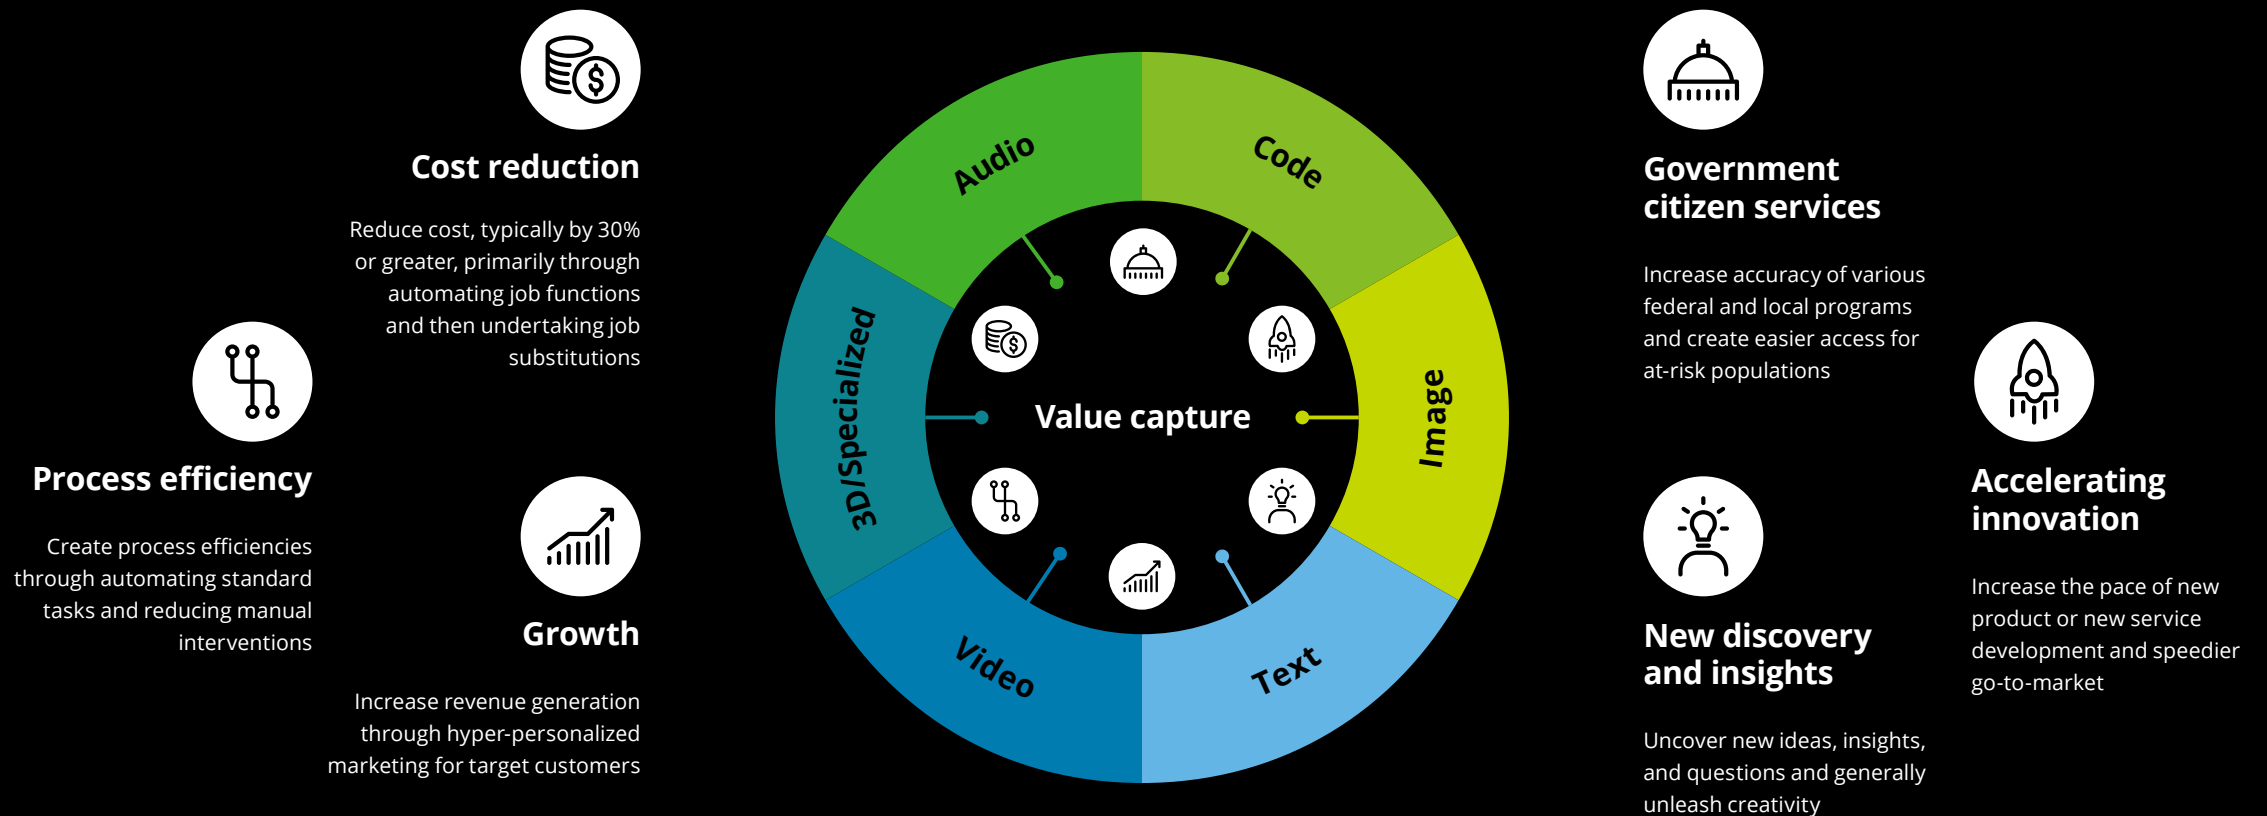 Cost reduction
Reduce cost, typically by 30%
or greater, primarily through
automating job functions
and then undertaking job
substitutions
Process efficiency
Create process efficiencies
through automating standard
tasks and reducing manual
interventions
Growth
Increase revenue generation
through hyper-personalized
marketing for target customers
Audio
Code
3D/Specialized
$
Value capture
Image
Video
Text
$
Government
citizen services
Increase accuracy of various
federal and local programs
and create easier access for
at-risk populations
Accelerating
innovation
Increase the pace of new
product or new service
development and speedier
go-to-market
New discovery
and insights
Uncover new ideas, insights,
and questions and generally
unleash creativity